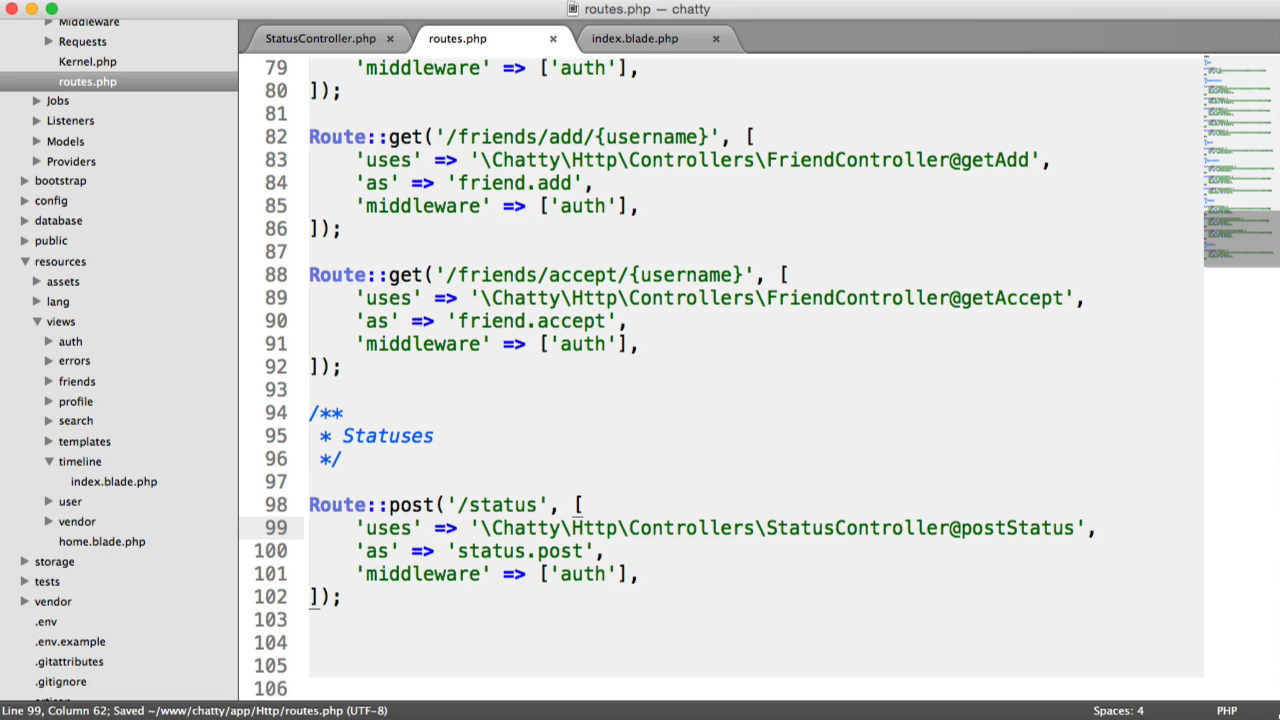 routes.php — chatty
Middleware
Requests
Kernel.php
routes.php
Jobs
Listeners
Models
Providers
bootstrap
config
database
public
resources
assets
lang
views
auth
errors
friends
profile
search
templates
timeline
index.blade.php
user
vendor
home.blade.php
storage
tests
vendor
.env
.env.example
.gitattributes
.gitignore
StatusController.php ×
routes.php ×
index.blade.php ×
79 'middleware' => ['auth'],
80 ]);
81
82 Route::get('/friends/add/{username}', [
83 'uses' => '\Chatty\Http\Controllers\FriendController@getAdd',
84 'as' => 'friend.add',
85 'middleware' => ['auth'],
86 ]);
87
88 Route::get('/friends/accept/{username}', [
89 'uses' => '\Chatty\Http\Controllers\FriendController@getAccept',
90 'as' => 'friend.accept',
91 'middleware' => ['auth'],
92 ]);
93
94 /**
95 * Statuses
96 */
97
98 Route::post('/status', [
99 'uses' => '\Chatty\Http\Controllers\StatusController@postStatus',
100 'as' => 'status.post',
101 'middleware' => ['auth'],
102 ]);
103
104
105
106
Line 99, Column 62; Saved ~/www/chatty/app/Http/routes.php (UTF-8)
Spaces: 4
PHP